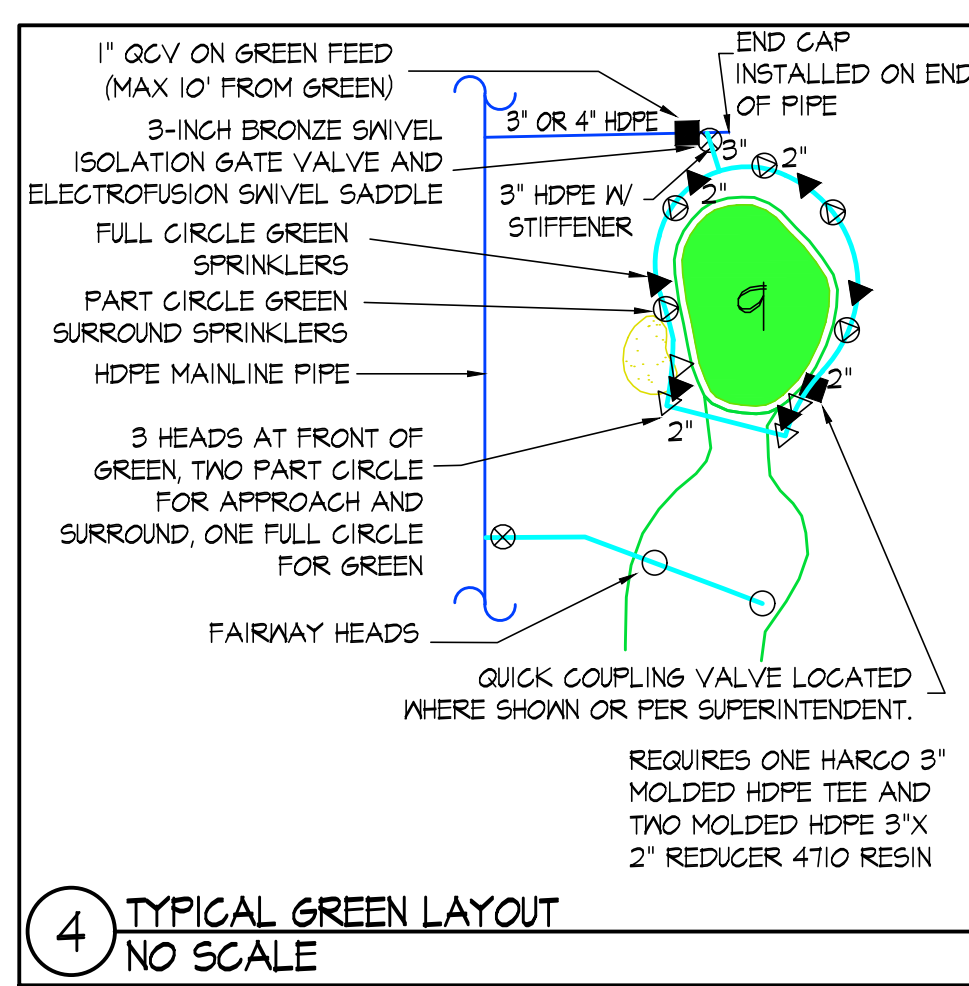 1" QCV ON GREEN FEED
(MAX 10' FROM GREEN)
END CAP
INSTALLED ON END
OF PIPE
3" OR 4" HDPE
3-INCH BRONZE SWIVEL
ISOLATION GATE VALVE AND
ELECTROFUSION SWIVEL SADDLE
3"
2"
3" HDPE W/
STIFFENER
2"
FULL CIRCLE GREEN
SPRINKLERS
PART CIRCLE GREEN
SURROUND SPRINKLERS
9
HDPE MAINLINE PIPE
2"
2"
3 HEADS AT FRONT OF
GREEN, TWO PART CIRCLE
FOR APPROACH AND
SURROUND, ONE FULL CIRCLE
FOR GREEN
FAIRWAY HEADS
QUICK COUPLING VALVE LOCATED
WHERE SHOWN OR PER SUPERINTENDENT.
REQUIRES ONE HARCO 3"
MOLDED HDPE TEE AND
TWO MOLDED HDPE 3"X
2" REDUCER 4710 RESIN
4
TYPICAL GREEN LAYOUT
NO SCALE